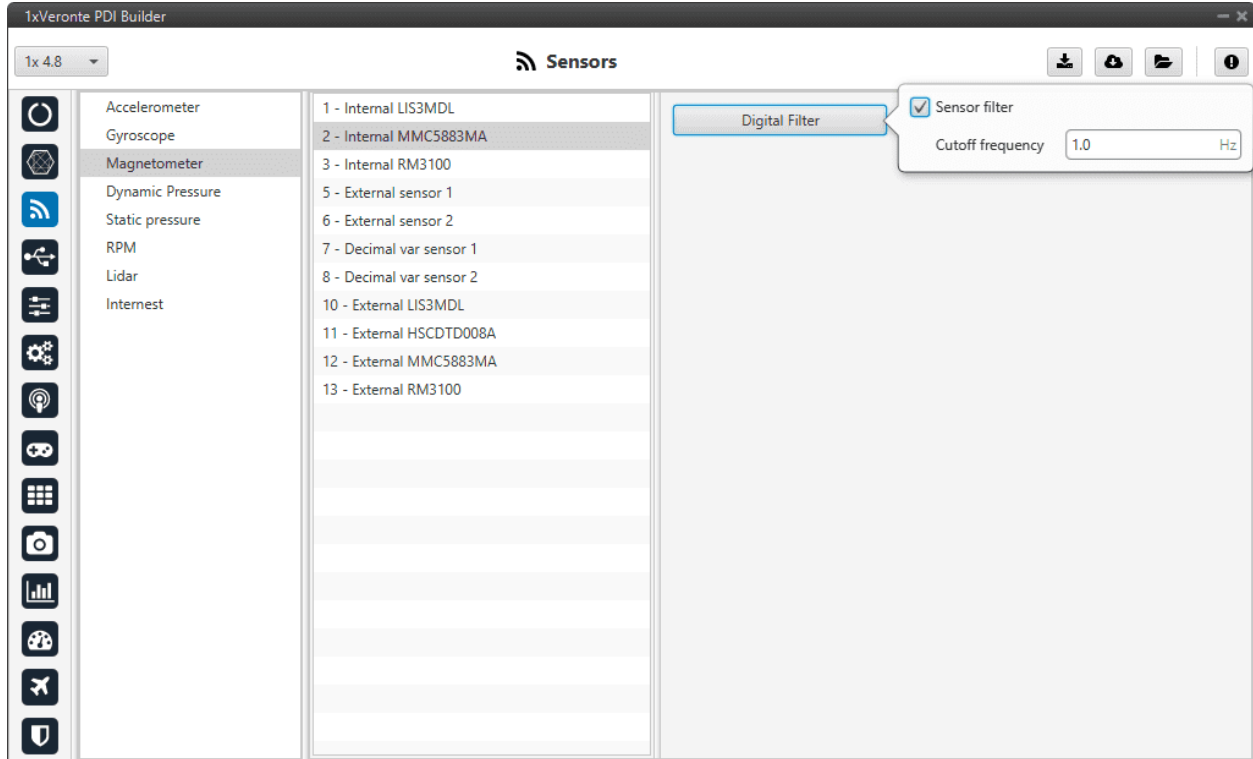 1xVeronte PDI Builder
1x 4.8
Sensors
Accelerometer
Gyroscope
Magnetometer
Dynamic Pressure
Static pressure
RPM
Lidar
Internest
1 - Internal LIS3MDL
2 - Internal MMC5883MA
3 - Internal RM3100
5 - External sensor 1
6 - External sensor 2
7 - Decimal var sensor 1
8 - Decimal var sensor 2
10 - External LIS3MDL
11 - External HSCDTD008A
12 - External MMC5883MA
13 - External RM3100
Digital Filter
Sensor filter
Cutoff frequency 1.0 Hz